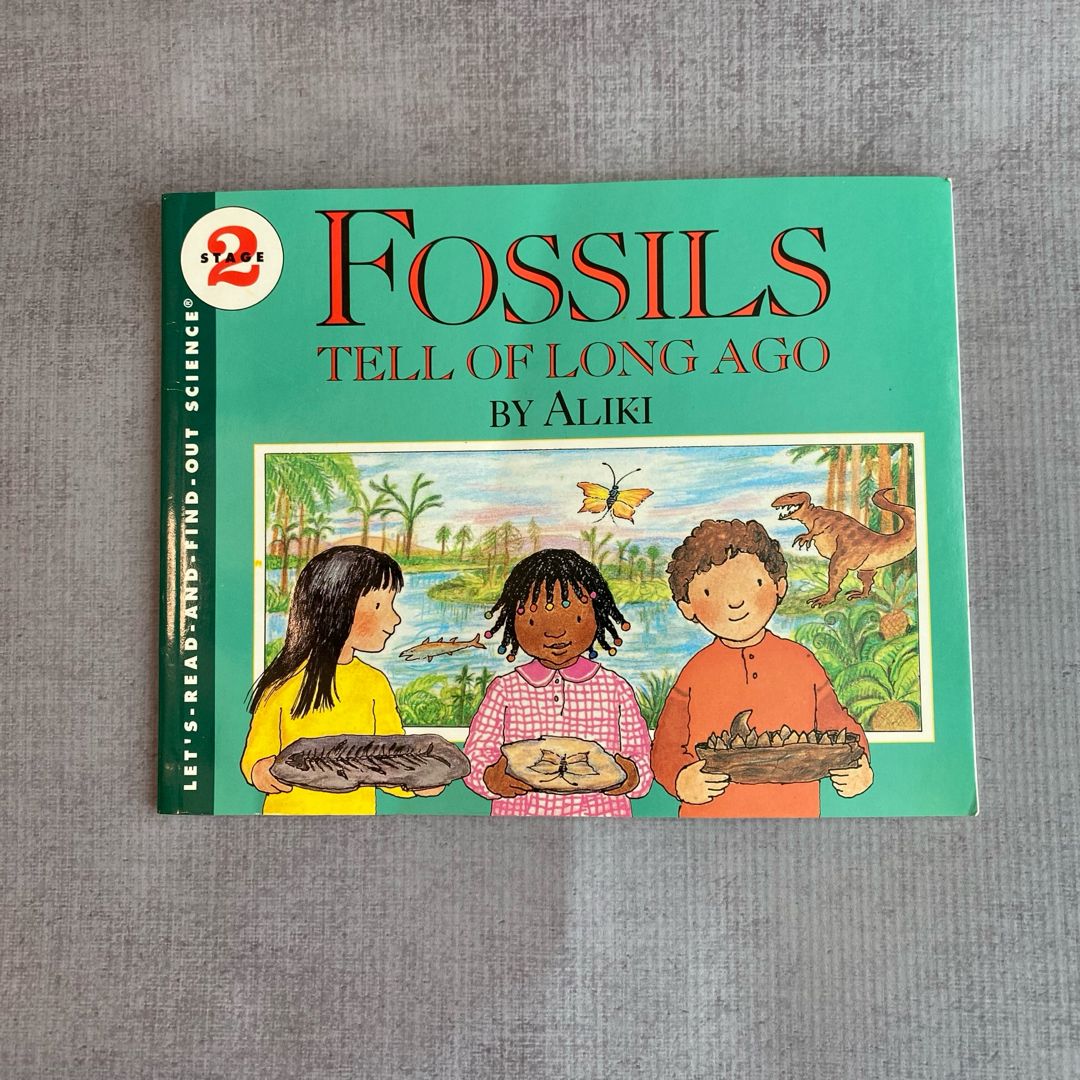 STAGE 2
FOSSILS
TELL OF LONG AGO
BY ALIKI
LET'S-READ-AND-FIND-OUT SCIENCE®